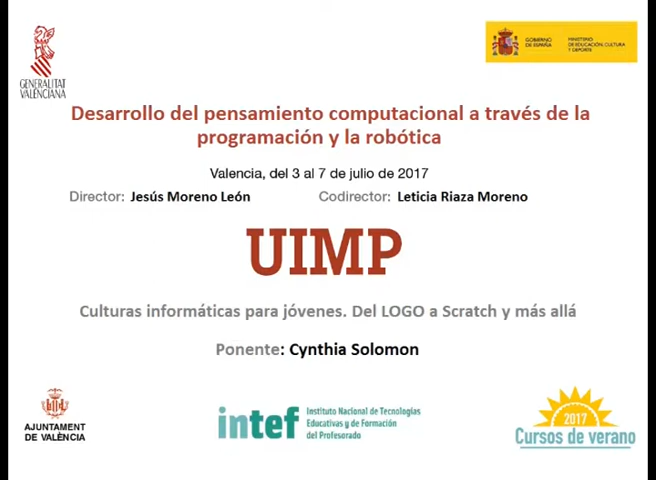 GENERALITAT
VALENCIANA
GOBIERNO
DE ESPAÑA
MINISTERIO
DE EDUCACIÓN, CULTURA
Y DEPORTE
Desarrollo del pensamiento computacional a través de la
programación y la robótica
Valencia, del 3 al 7 de julio de 2017
Director: Jesús Moreno León
Codirector: Leticia Riaza Moreno
UIMP
Culturas informáticas para jóvenes. Del LOGO a Scratch y más allá
Ponente: Cynthia Solomon
AJUNTAMENT
DE VALÈNCIA
intef
Instituto Nacional de Tecnologías
Educativas y de Formación
del Profesorado
2017
Cursos de verano